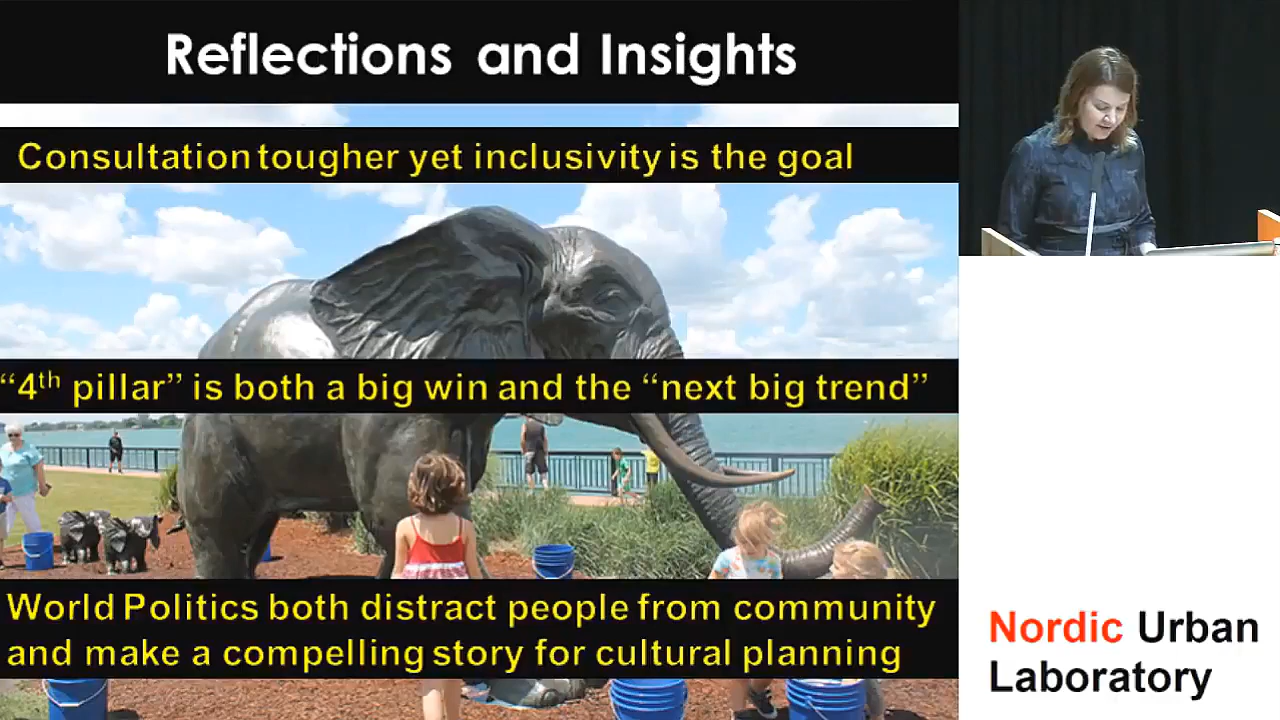 Reflections and Insights
Consultation tougher yet inclusivity is the goal
“4th pillar” is both a big win and the “next big trend”
World Politics both distract people from community
and make a compelling story for cultural planning
Nordic Urban
Laboratory